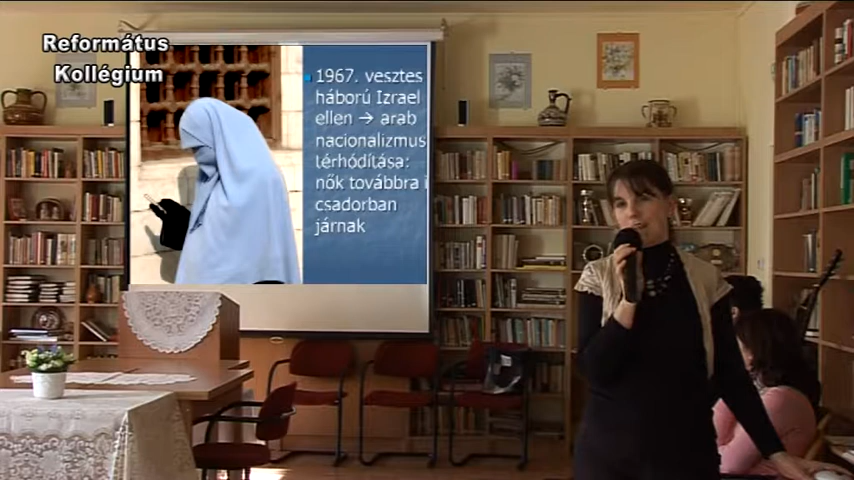 Református
Kollégium
1967. vesztes
háború Izrael
ellen → arab
nacionalizmus
térhódítása:
nők továbbra i
csadorban
járnak